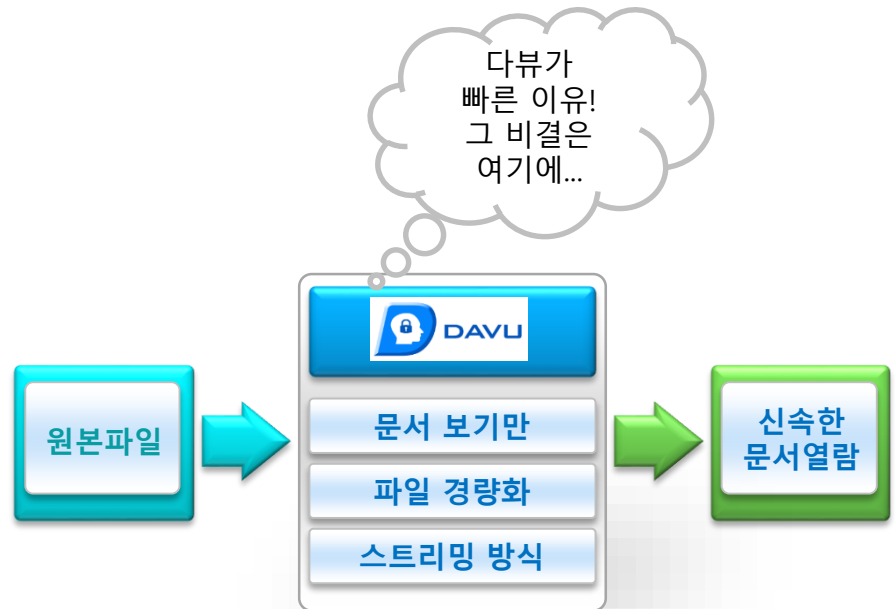 다뷰가
빠른 이유!
그 비결은
여기에...
DAVU
원본파일
문서 보기만
파일 경량화
스트리밍 방식
신속한
문서열람